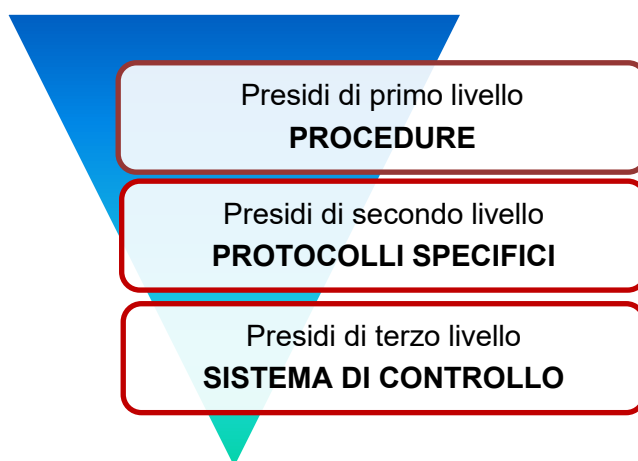 Presidi di primo livello
PROCEDURE
Presidi di secondo livello
PROTOCOLLI SPECIFICI
Presidi di terzo livello
SISTEMA DI CONTROLLO